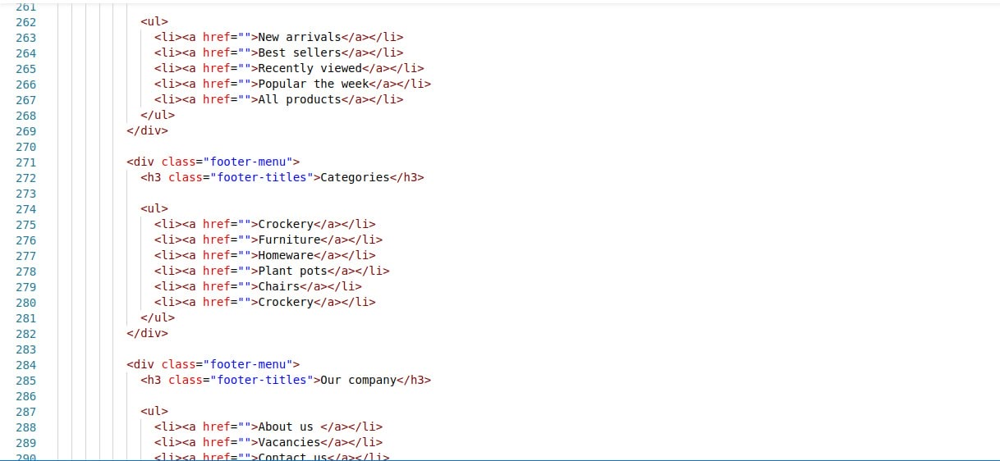 261
262 <ul>
263 <li><a href="">New arrivals</a></li>
264 <li><a href="">Best sellers</a></li>
265 <li><a href="">Recently viewed</a></li>
266 <li><a href="">Popular the week</a></li>
267 <li><a href="">All products</a></li>
268 </ul>
269 </div>
270
271 <div class="footer-menu">
272 <h3 class="footer-titles">Categories</h3>
273
274 <ul>
275 <li><a href="">Crockery</a></li>
276 <li><a href="">Furniture</a></li>
277 <li><a href="">Homeware</a></li>
278 <li><a href="">Plant pots</a></li>
279 <li><a href="">Chairs</a></li>
280 <li><a href="">Crockery</a></li>
281 </ul>
282 </div>
283
284 <div class="footer-menu">
285 <h3 class="footer-titles">Our company</h3>
286
287 <ul>
288 <li><a href="">About us </a></li>
289 <li><a href="">Vacancies</a></li>
290 <li><a href="">Contact us</a></li>